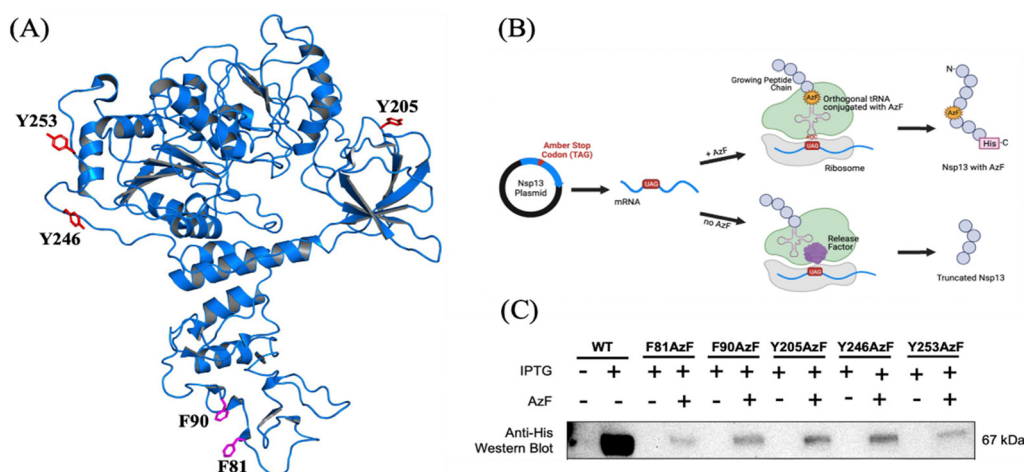 (A)
Y253
Y205
Y246
F90
F81
(B)
Growing Peptide
Chain
AzF
Orthogonal tRNA
conjugated with AzF
UAG
Ribosome
N-
AzF
His
-C
Nsp13 with AzF
Amber Stop
Codon (TAG)
Nsp13
Plasmid
UAG
mRNA
+ AzF
no AzF
Release
Factor
UAG
Truncated Nsp13
(C)
WT F81AzF F90AzF Y205AzF Y246AzF Y253AzF
IPTG - + + + + + + + + + + +
AzF - - - + - + - + - + - +
Anti-His
Western Blot
67 kDa